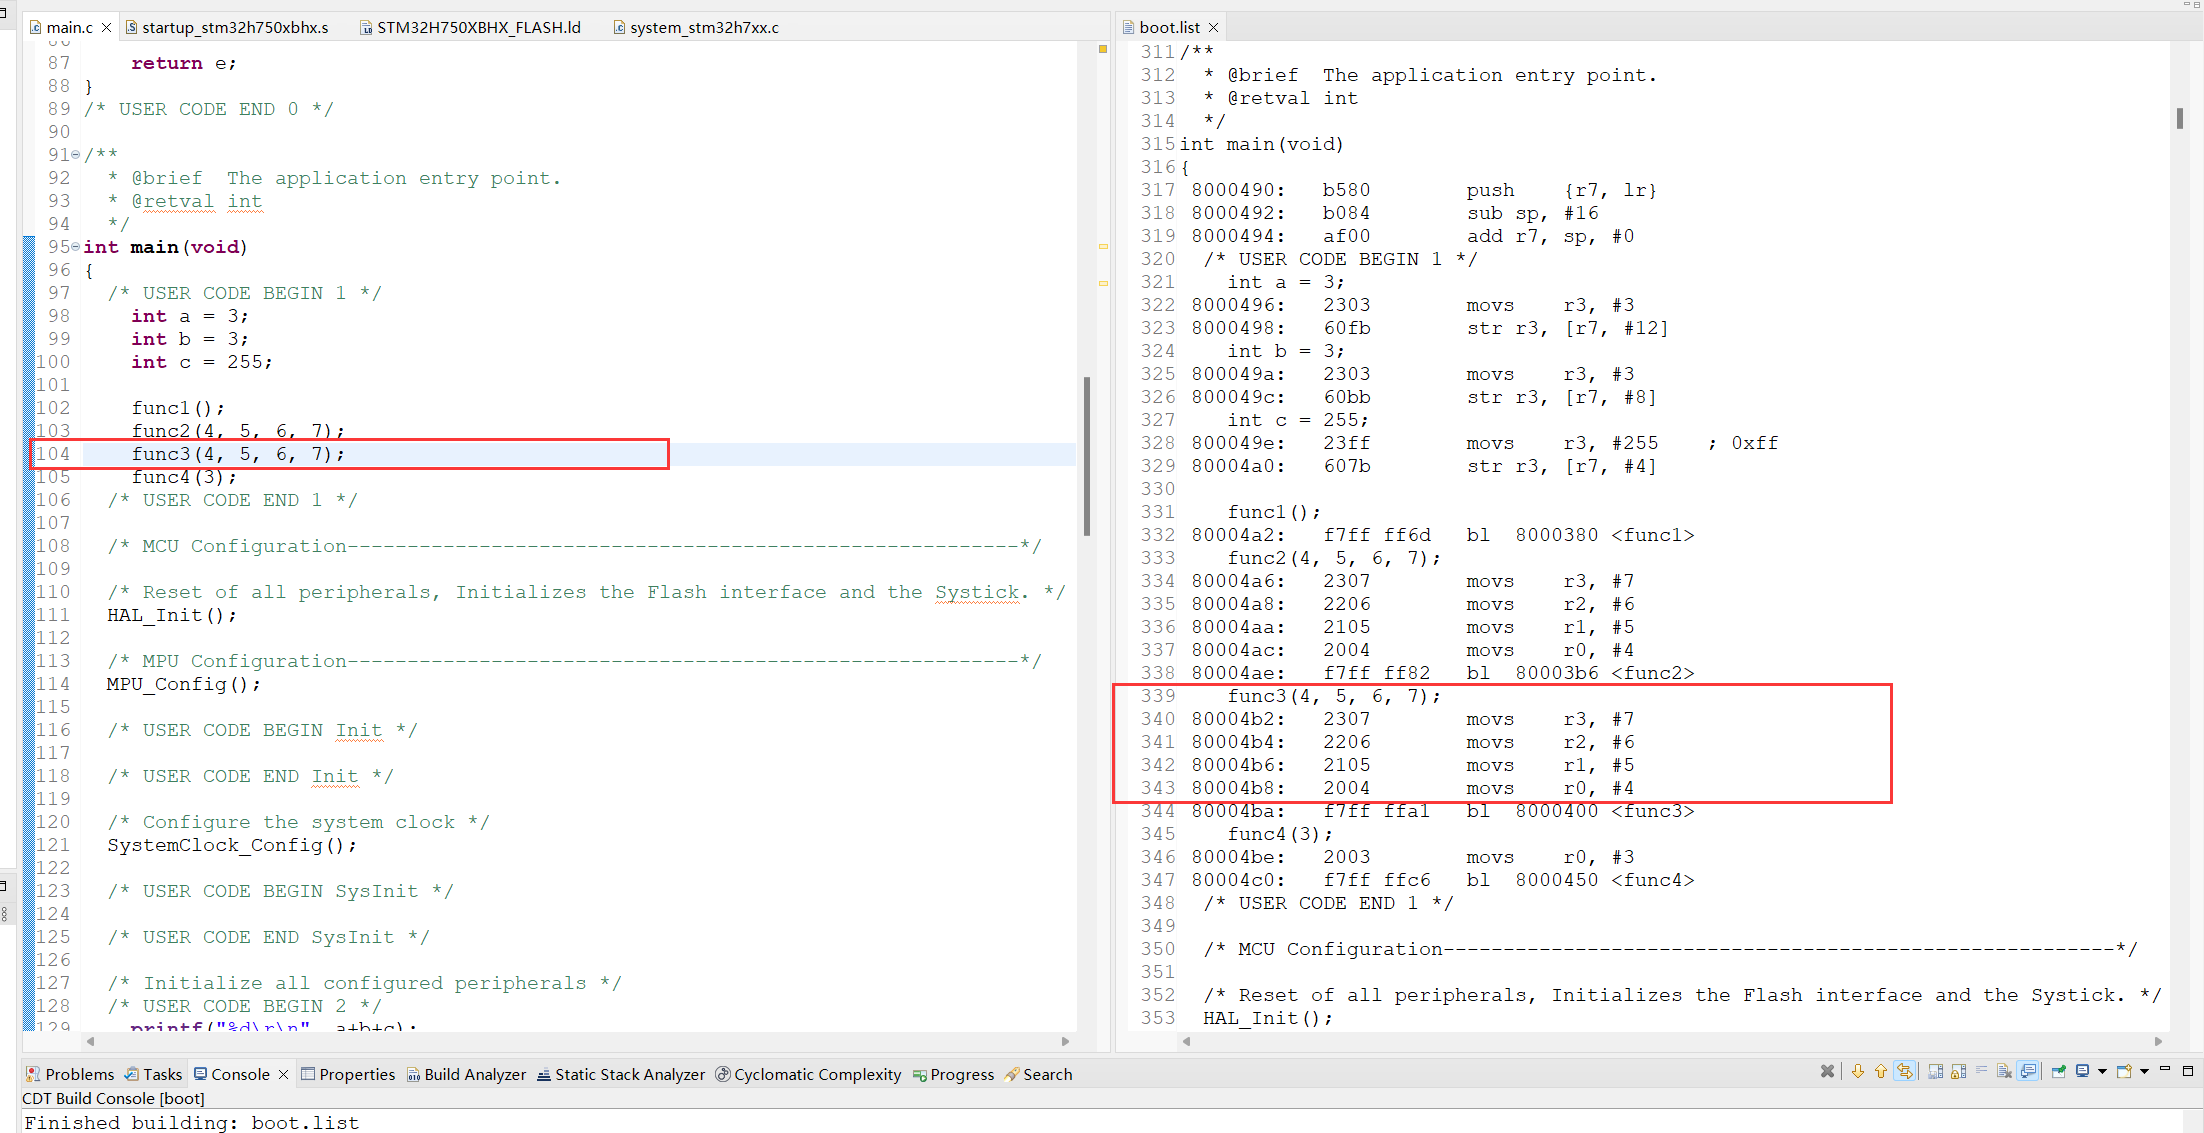 main.c
startup_stm32h750xbhx.s
STM32H750XBHX_FLASH.ld
system_stm32h7xx.c
87     return e;
88 }
89 /* USER CODE END 0 */
90
91 /**
92   * @brief  The application entry point.
93   * @retval int
94   */
95 int main(void)
96 {
97   /* USER CODE BEGIN 1 */
98     int a = 3;
99     int b = 3;
100     int c = 255;
101
102     func1();
103     func2(4, 5, 6, 7);
104     func3(4, 5, 6, 7);
105     func4(3);
106   /* USER CODE END 1 */
107
108   /* MCU Configuration--------------------------------------------------------*/
109
110   /* Reset of all peripherals, Initializes the Flash interface and the Systick. */
111   HAL_Init();
112
113   /* MPU Configuration--------------------------------------------------------*/
114   MPU_Config();
115
116   /* USER CODE BEGIN Init */
117
118   /* USER CODE END Init */
119
120   /* Configure the system clock */
121   SystemClock_Config();
122
123   /* USER CODE BEGIN SysInit */
124
125   /* USER CODE END SysInit */
126
127   /* Initialize all configured peripherals */
128   /* USER CODE BEGIN 2 */
129     printf("%d\r\n", a+b+c);
boot.list
311 /**
312   * @brief  The application entry point.
313   * @retval int
314   */
315 int main(void)
316 {
317  8000490:   b580        push    {r7, lr}
318  8000492:   b084        sub sp, #16
319  8000494:   af00        add r7, sp, #0
320   /* USER CODE BEGIN 1 */
321     int a = 3;
322  8000496:   2303        movs    r3, #3
323  8000498:   60fb        str r3, [r7, #12]
324     int b = 3;
325  800049a:   2303        movs    r3, #3
326  800049c:   60bb        str r3, [r7, #8]
327     int c = 255;
328  800049e:   23ff        movs    r3, #255    ; 0xff
329  80004a0:   607b        str r3, [r7, #4]
330
331     func1();
332  80004a2:   f7ff ff6d   bl  8000380 <func1>
333     func2(4, 5, 6, 7);
334  80004a6:   2307        movs    r3, #7
335  80004a8:   2206        movs    r2, #6
336  80004aa:   2105        movs    r1, #5
337  80004ac:   2004        movs    r0, #4
338  80004ae:   f7ff ff82   bl  80003b6 <func2>
339     func3(4, 5, 6, 7);
340  80004b2:   2307        movs    r3, #7
341  80004b4:   2206        movs    r2, #6
342  80004b6:   2105        movs    r1, #5
343  80004b8:   2004        movs    r0, #4
344  80004ba:   f7ff ffa1   bl  8000400 <func3>
345     func4(3);
346  80004be:   2003        movs    r0, #3
347  80004c0:   f7ff ffc6   bl  8000450 <func4>
348   /* USER CODE END 1 */
349
350   /* MCU Configuration--------------------------------------------------------*/
351
352   /* Reset of all peripherals, Initializes the Flash interface and the Systick. */
353   HAL_Init();
Problems
Tasks
Console
Properties
Build Analyzer
Static Stack Analyzer
Cyclomatic Complexity
Progress
Search
CDT Build Console [boot]
Finished building: boot.list